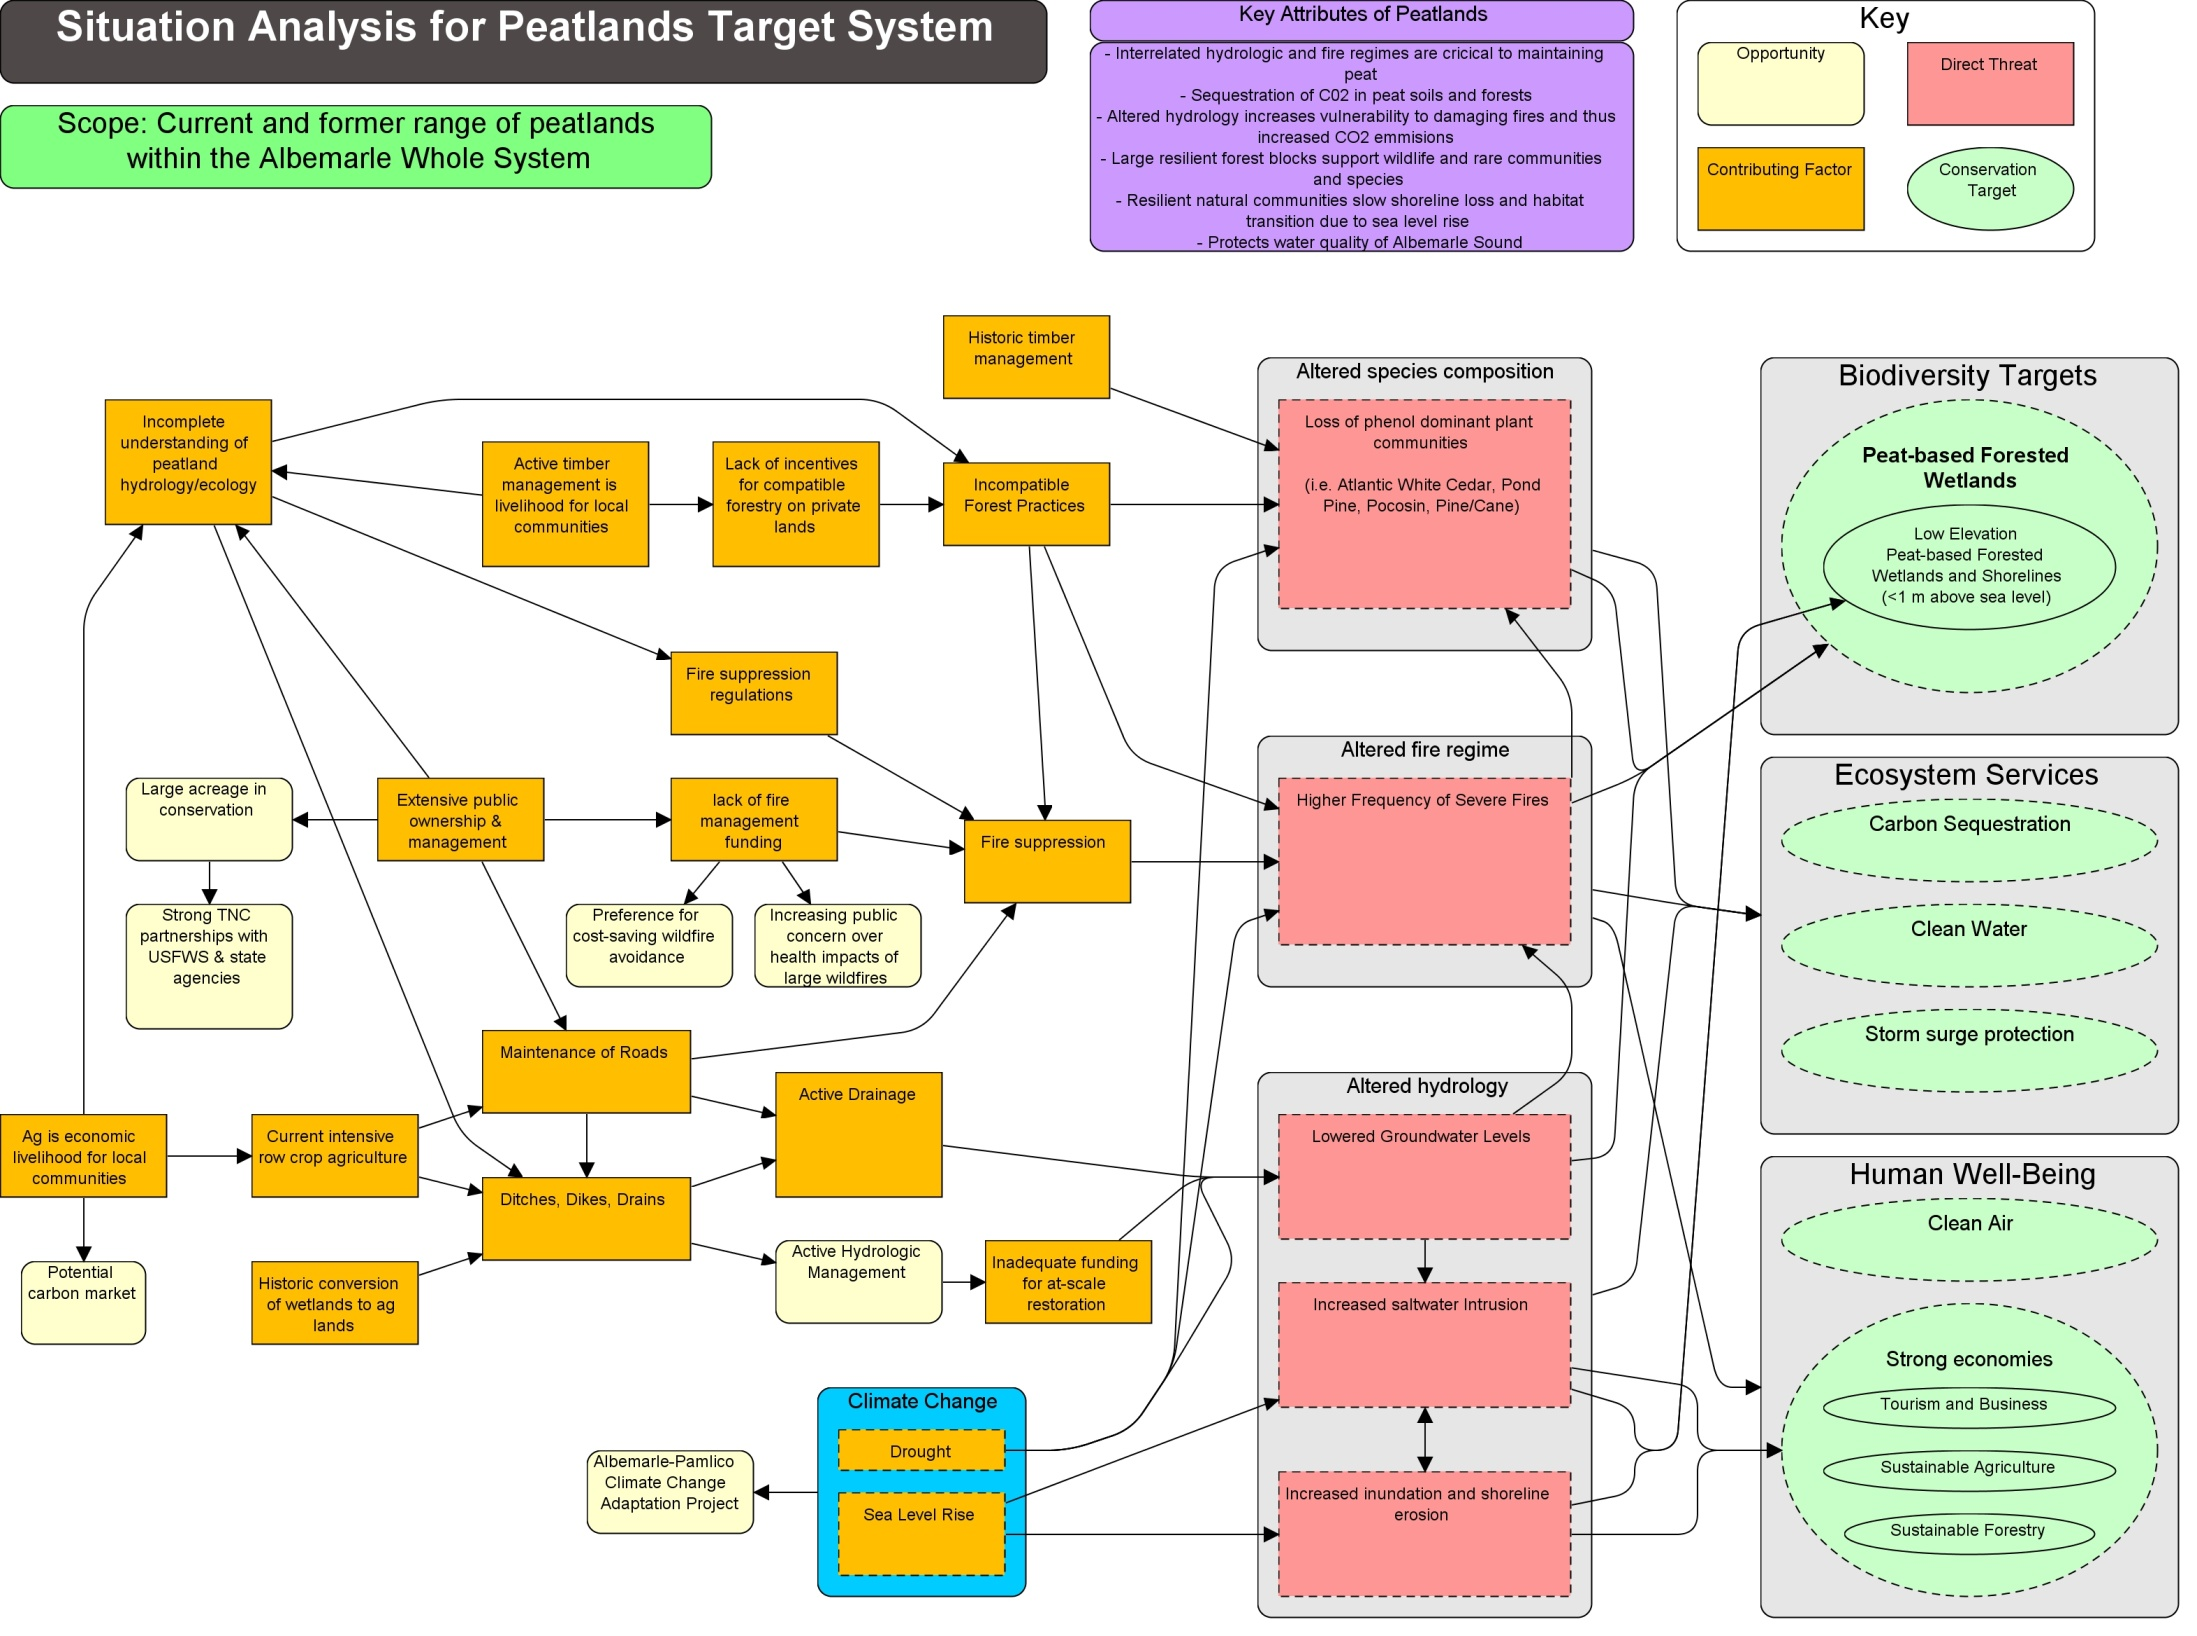 Situation Analysis for Peatlands Target System
Scope: Current and former range of peatlands
within the Albemarle Whole System
Key Attributes of Peatlands
- Interrelated hydrologic and fire regimes are cricical to maintaining
peat
- Sequestration of C02 in peat soils and forests
- Altered hydrology increases vulnerability to damaging fires and thus
increased CO2 emmisions
- Large resilient forest blocks support wildlife and rare communities
and species
- Resilient natural communities slow shoreline loss and habitat
transition due to sea level rise
- Protects water quality of Albemarle Sound
Key
Opportunity
Direct Threat
Contributing Factor
Conservation
Target
Historic timber
management
Incomplete
understanding of
peatland
hydrology/ecology
Active timber
management is
livelihood for local
communities
Lack of incentives
for compatible
forestry on private
lands
Incompatible
Forest Practices
Fire suppression
regulations
Large acreage in
conservation
Extensive public
ownership &
management
lack of fire
management
funding
Fire suppression
Strong TNC
partnerships with
USFWS & state
agencies
Preference for
cost-saving wildfire
avoidance
Increasing public
concern over
health impacts of
large wildfires
Maintenance of Roads
Active Drainage
Ag is economic
livelihood for local
communities
Current intensive
row crop agriculture
Ditches, Dikes, Drains
Potential
carbon market
Historic conversion
of wetlands to ag
lands
Active Hydrologic
Management
Inadequate funding
for at-scale
restoration
Albemarle-Pamlico
Climate Change
Adaptation Project
Climate Change
Drought
Sea Level Rise
Altered species composition
Loss of phenol dominant plant
communities
(i.e. Atlantic White Cedar, Pond
Pine, Pocosin, Pine/Cane)
Altered fire regime
Higher Frequency of Severe Fires
Altered hydrology
Lowered Groundwater Levels
Increased saltwater Intrusion
Increased inundation and shoreline
erosion
Biodiversity Targets
Peat-based Forested
Wetlands
Low Elevation
Peat-based Forested
Wetlands and Shorelines
(<1 m above sea level)
Ecosystem Services
Carbon Sequestration
Clean Water
Storm surge protection
Human Well-Being
Clean Air
Strong economies
Tourism and Business
Sustainable Agriculture
Sustainable Forestry